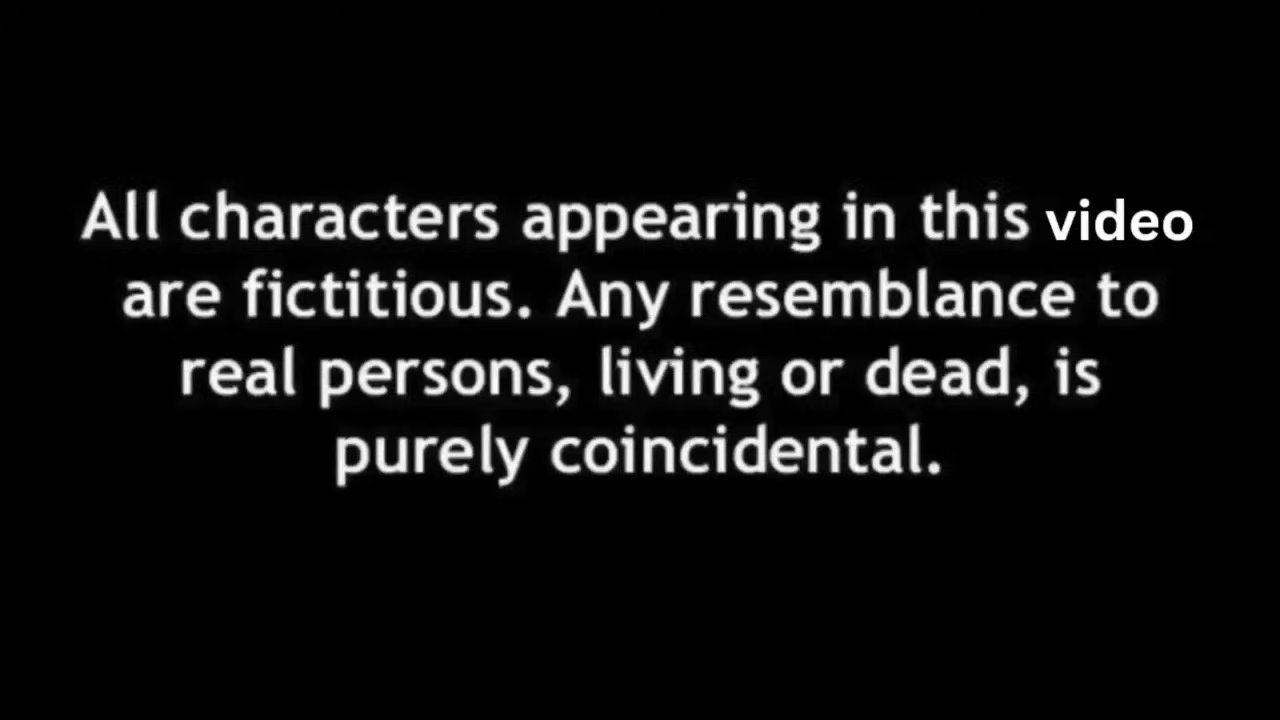 All characters appearing in this video
are fictitious. Any resemblance to
real persons, living or dead, is
purely coincidental.